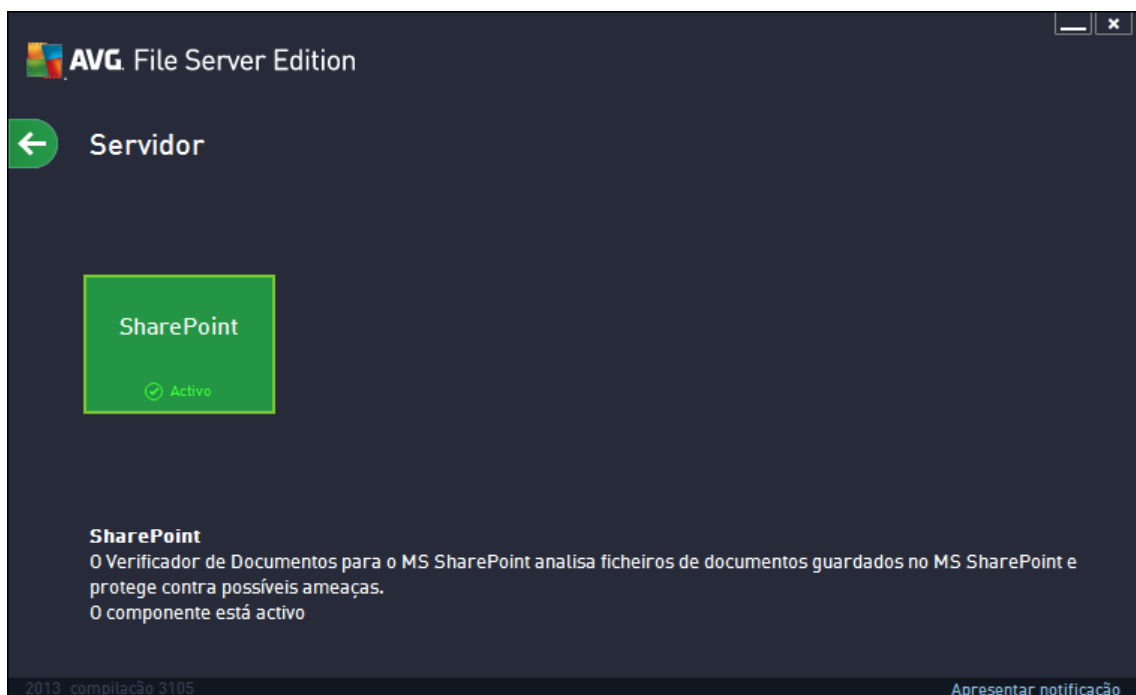 AVG. File Server Edition
Servidor
SharePoint
Activo
SharePoint
O Verificador de Documentos para o MS SharePoint analisa ficheiros de documentos guardados no MS SharePoint e
protege contra possíveis ameaças.
O componente está activo
2013 compilação 3105
Apresentar notificação